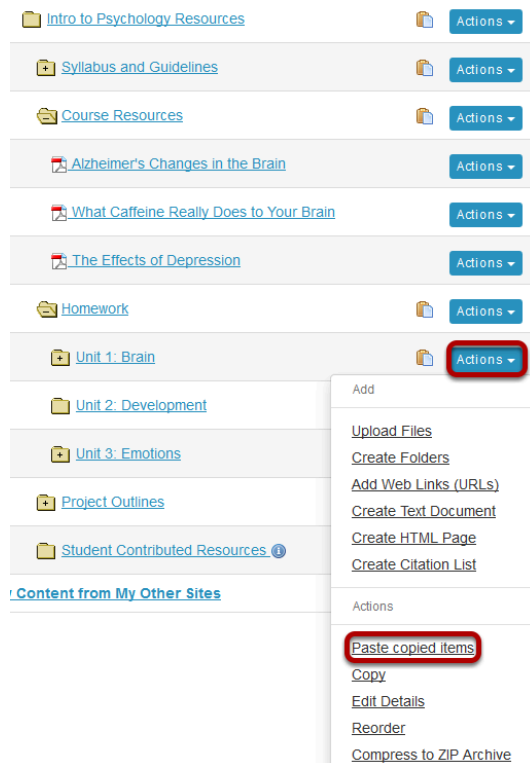 Intro to Psychology Resources Actions
Syllabus and Guidelines Actions
Course Resources Actions
Alzheimer's Changes in the Brain Actions
What Caffeine Really Does to Your Brain Actions
The Effects of Depression Actions
Homework Actions
Unit 1: Brain Actions
Unit 2: Development
Unit 3: Emotions
Project Outlines
Student Contributed Resources
Content from My Other Sites
Add
Upload Files
Create Folders
Add Web Links (URLs)
Create Text Document
Create HTML Page
Create Citation List
Actions
Paste copied items
Copy
Edit Details
Reorder
Compress to ZIP Archive